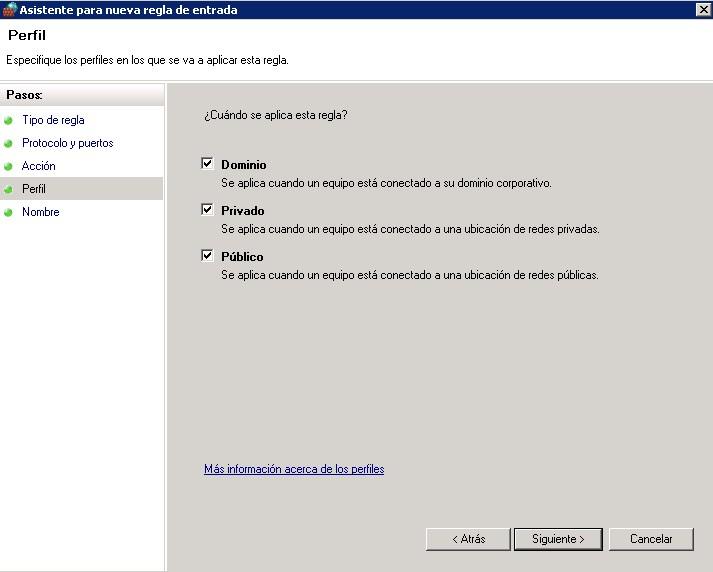 Asistente para nueva regla de entrada
Perfil
Especifique los perfiles en los que se va a aplicar esta regla.
Pasos:
Tipo de regla
Protocolo y puertos
Acción
Perfil
Nombre
¿Cuándo se aplica esta regla?
Dominio
Se aplica cuando un equipo está conectado a su dominio corporativo.
Privado
Se aplica cuando un equipo está conectado a una ubicación de redes privadas.
Público
Se aplica cuando un equipo está conectado a una ubicación de redes públicas.
Más información acerca de los perfiles
< Atrás
Siguiente >
Cancelar